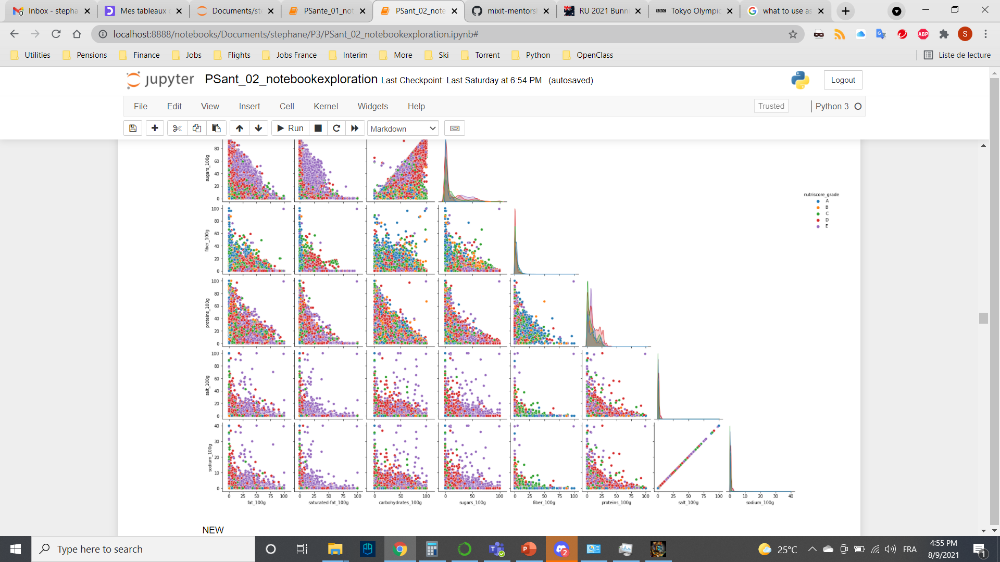 Inbox - stepha
Mes tableaux
Documents/st
PSante_01_not
PSant_02_note
mixit-mentors
RU 2021 Bunn
BBC Tokyo Olympic
what to use as
localhost:8888/notebooks/Documents/stephane/P3/PSant_02_notebookexploration.ipynb#
ABP
S
Utilities
Pensions
Finance
Jobs
Flights
Jobs France
Interim
More
Ski
Torrent
Python
OpenClass
Liste de lecture
jupyter
PSant_02_notebookexploration
Last Checkpoint: Last Saturday at 6:54 PM (autosaved)
Logout
File
Edit
View
Insert
Cell
Kernel
Widgets
Help
Trusted
Python 3
Run
Markdown
sugars_100g
80
60
40
20
0
nutriscore_grade
A
B
C
D
E
fiber_100g
100
80
60
40
20
0
proteins_100g
100
80
60
40
20
0
salt_100g
100
80
60
40
20
0
sodium_100g
40
30
20
10
0
0 25 50 75 100
fat_100g
0 25 50 75 100
saturated-fat_100g
0 50 100
carbohydrates_100g
0 50 100
sugars_100g
0 50 100
fiber_100g
0 25 50 75 100
proteins_100g
0 25 50 75 100
salt_100g
0 10 20 30 40
sodium_100g
NEW
Type here to search
2
25°C
FRA
4:55 PM
8/9/2021
1